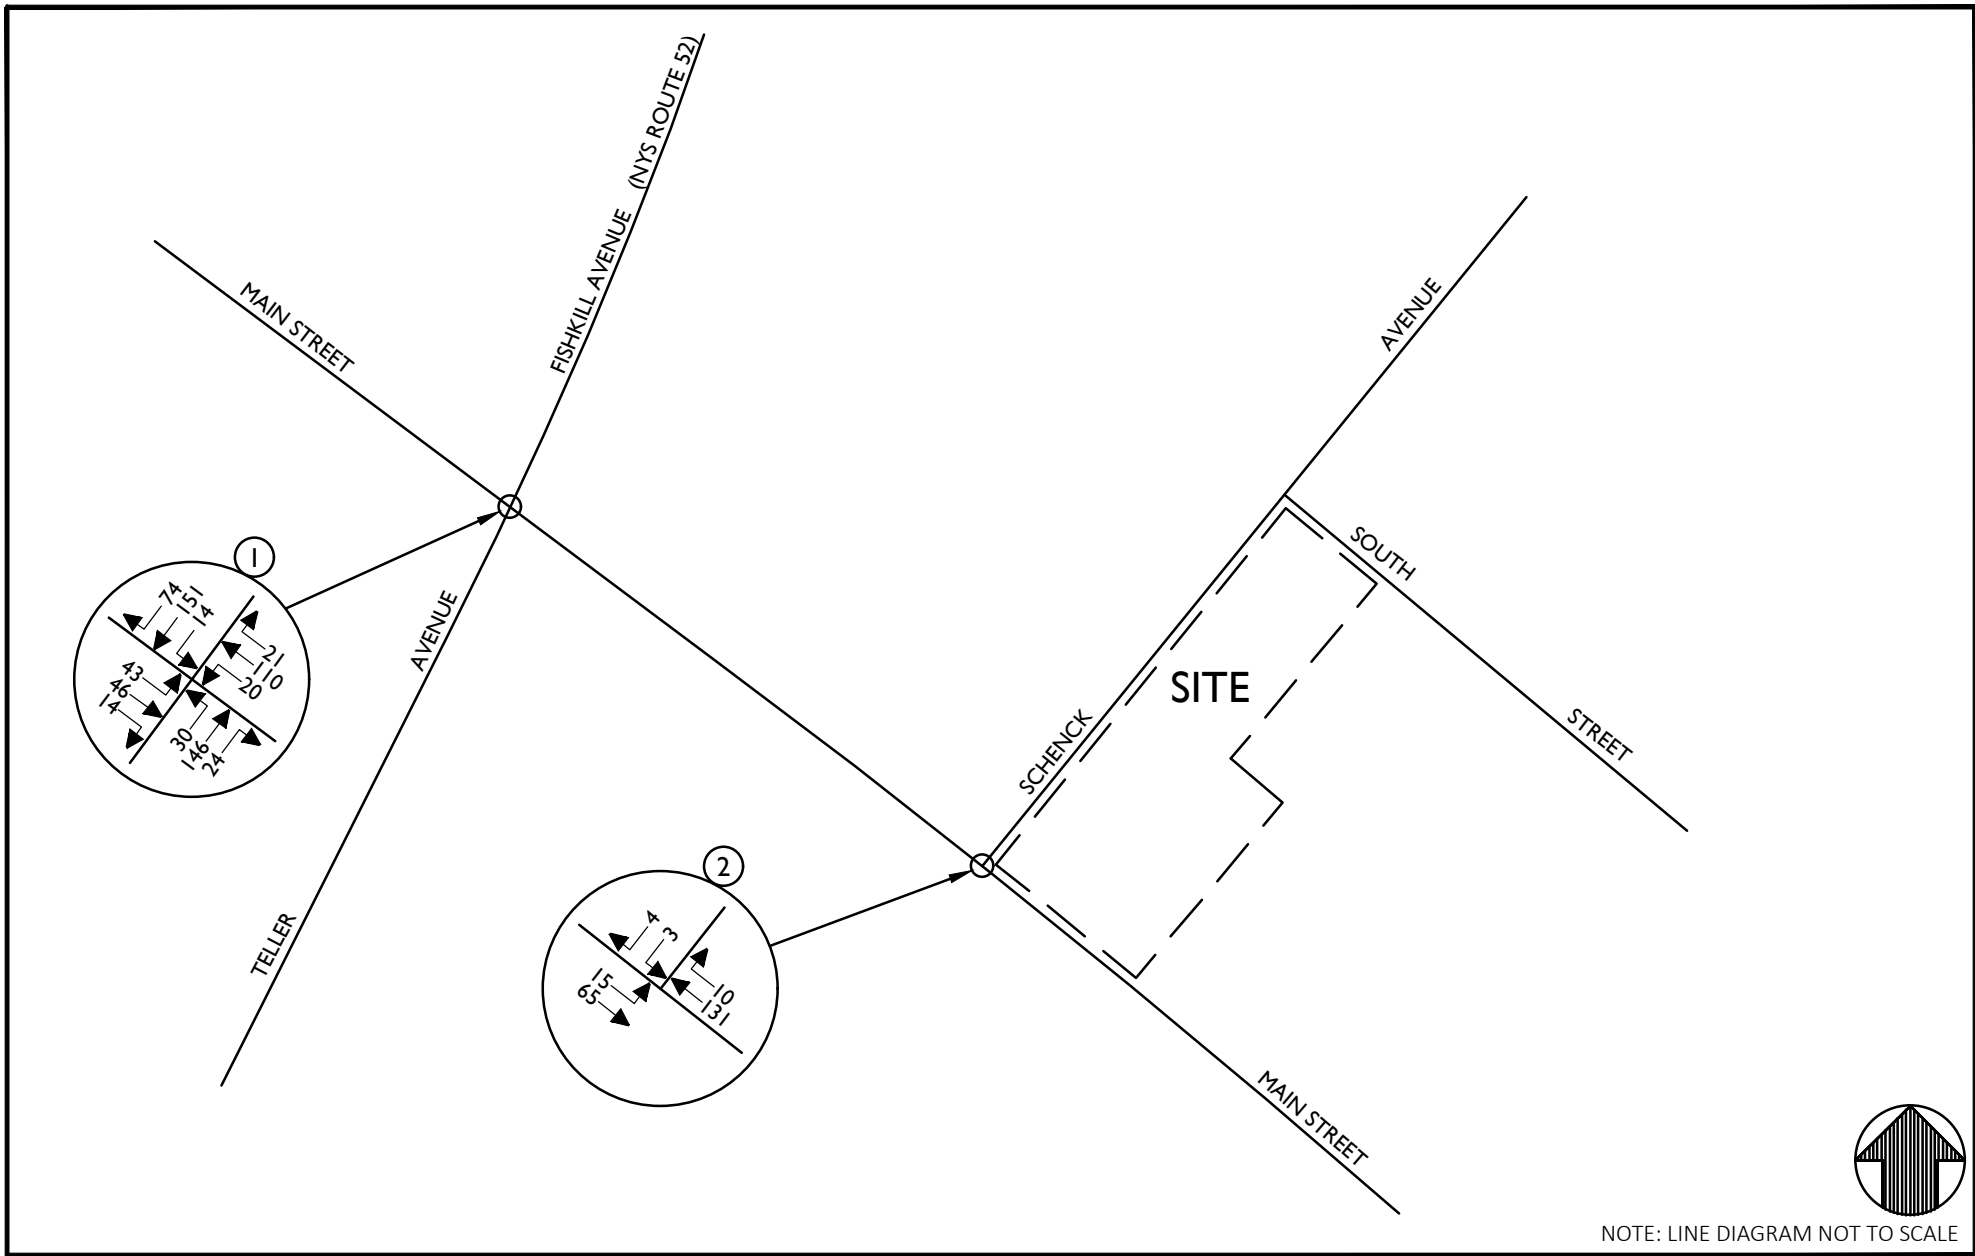 FISHKILL AVENUE (NYS ROUTE 52)
MAIN STREET
AVENUE
SOUTH
1
74
151
14
21
110
20
43
46
14
30
146
24
AVENUE
SITE
SCHENCK
STREET
2
4
3
10
131
15
65
TELLER
MAIN STREET
NOTE: LINE DIAGRAM NOT TO SCALE